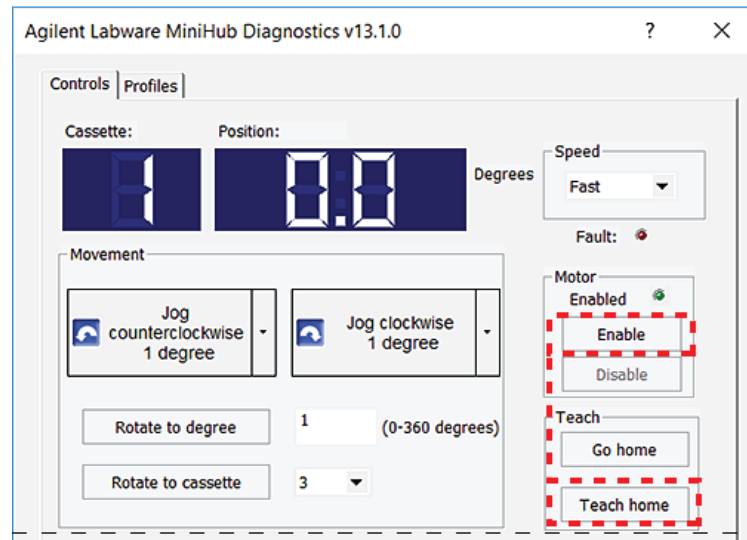 Agilent Labware MiniHub Diagnostics v13.1.0 ?
Controls Profiles
Cassette: Position:
1 0.0 Degrees
Speed
Fast
Fault:
Movement
Jog
counterclockwise
1 degree
Jog clockwise
1 degree
Rotate to degree 1 (0-360 degrees)
Rotate to cassette 3
Motor
Enabled
Enable
Disable
Teach
Go home
Teach home